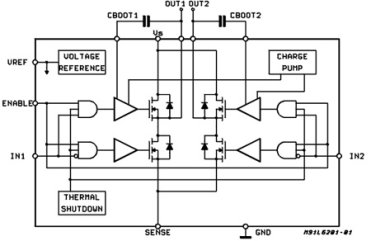 OUT1 OUT2
CBOOT1
CBOOT2
Vs
VREF
VOLTAGE
REFERENCE
CHARGE
PUMP
ENABLE
IN1
IN2
THERMAL
SHUTDOWN
SENSE
GND
M91L6201-01